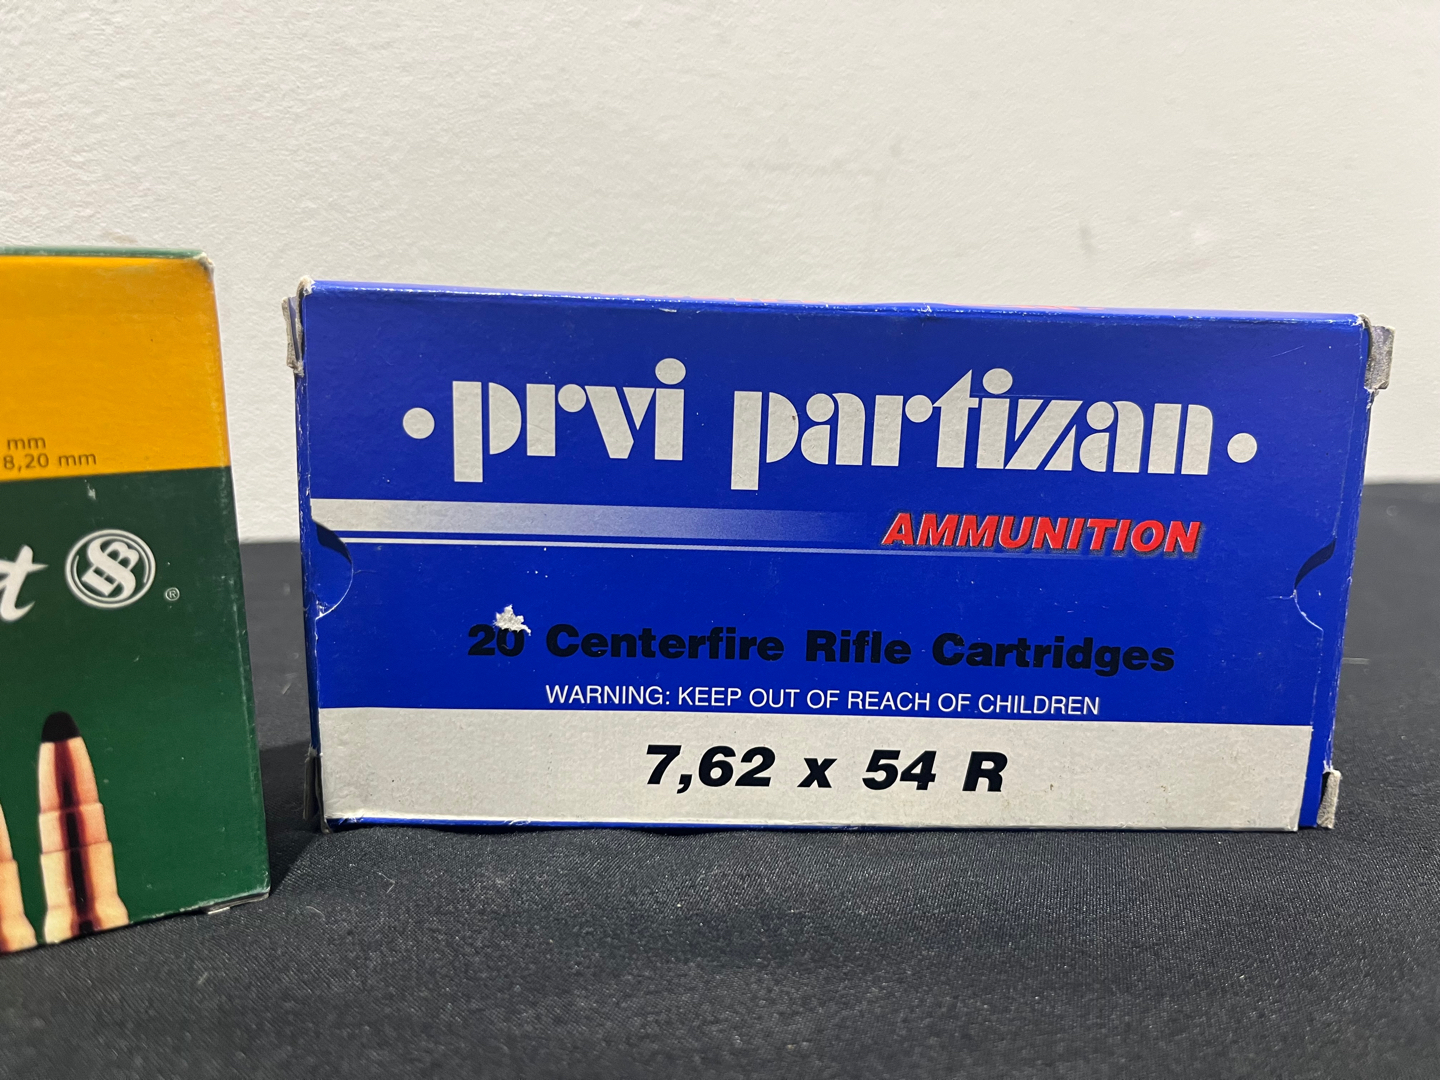 mm
8,20 mm
t
SB
®
• prvi partizan •
AMMUNITION
20 Centerfire Rifle Cartridges
WARNING: KEEP OUT OF REACH OF CHILDREN
7,62 x 54 R